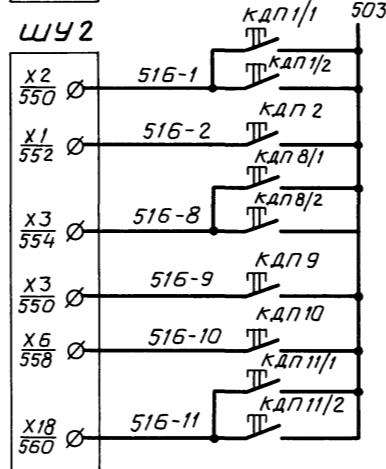 КДП1/1
503
ШУ2
КДП1/2
X2
550
516-1
КДП2
X1
552
516-2
КДП8/1
КДП8/2
X3
554
516-8
КДП9
X3
550
516-9
КДП10
X6
558
516-10
КДП11/1
КДП11/2
X18
560
516-11